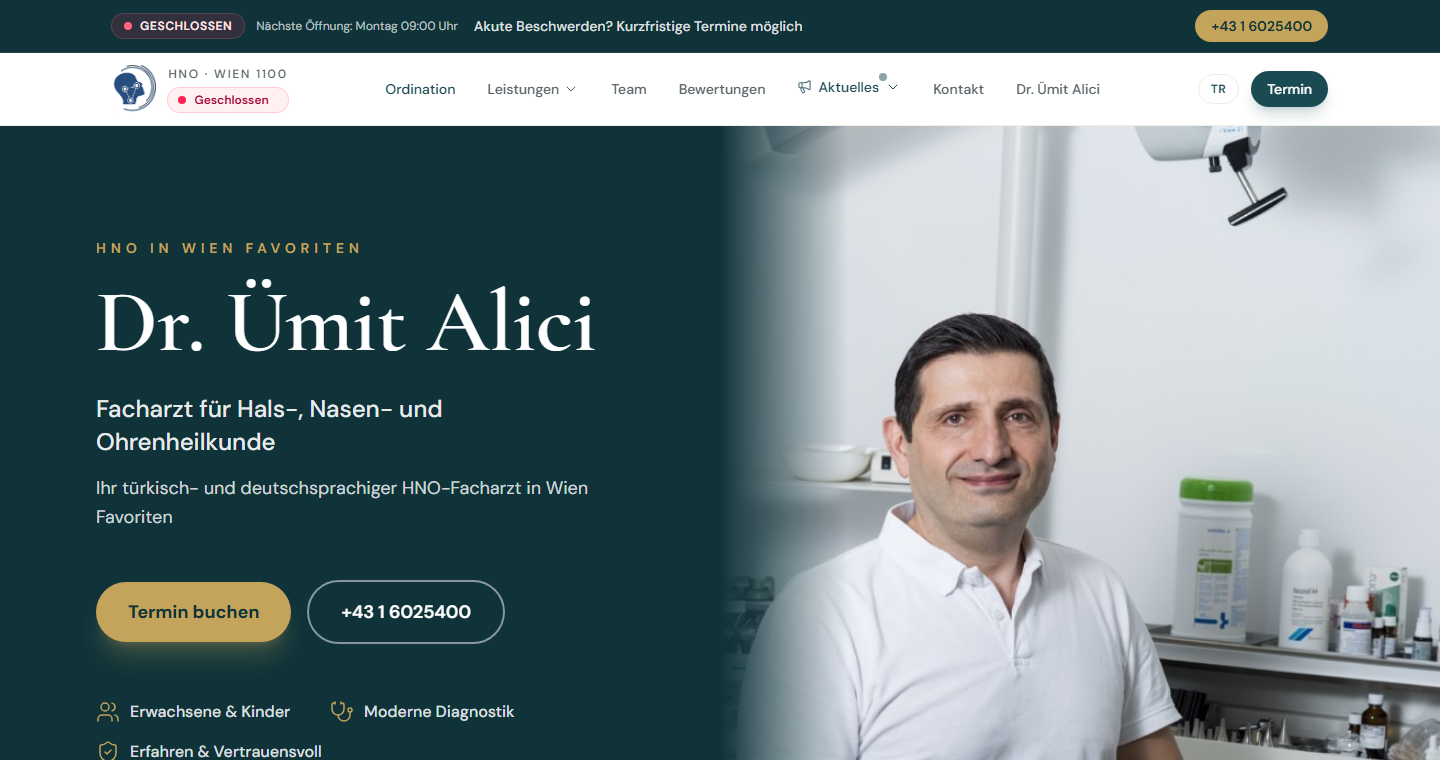 GESCHLOSSEN Nächste Öffnung: Montag 09:00 Uhr Akute Beschwerden? Kurzfristige Termine möglich +43 1 6025400
HNO · WIEN 1100
Geschlossen
Ordination Leistungen Team Bewertungen Aktuelles Kontakt Dr. Ümit Alici TR Termin
HNO IN WIEN FAVORITEN
Dr. Ümit Alici
Facharzt für Hals-, Nasen- und
Ohrenheilkunde
Ihr türkisch- und deutschsprachiger HNO-Facharzt in Wien
Favoriten
Termin buchen +43 1 6025400
Erwachsene & Kinder Moderne Diagnostik
Erfahren & Vertrauensvoll